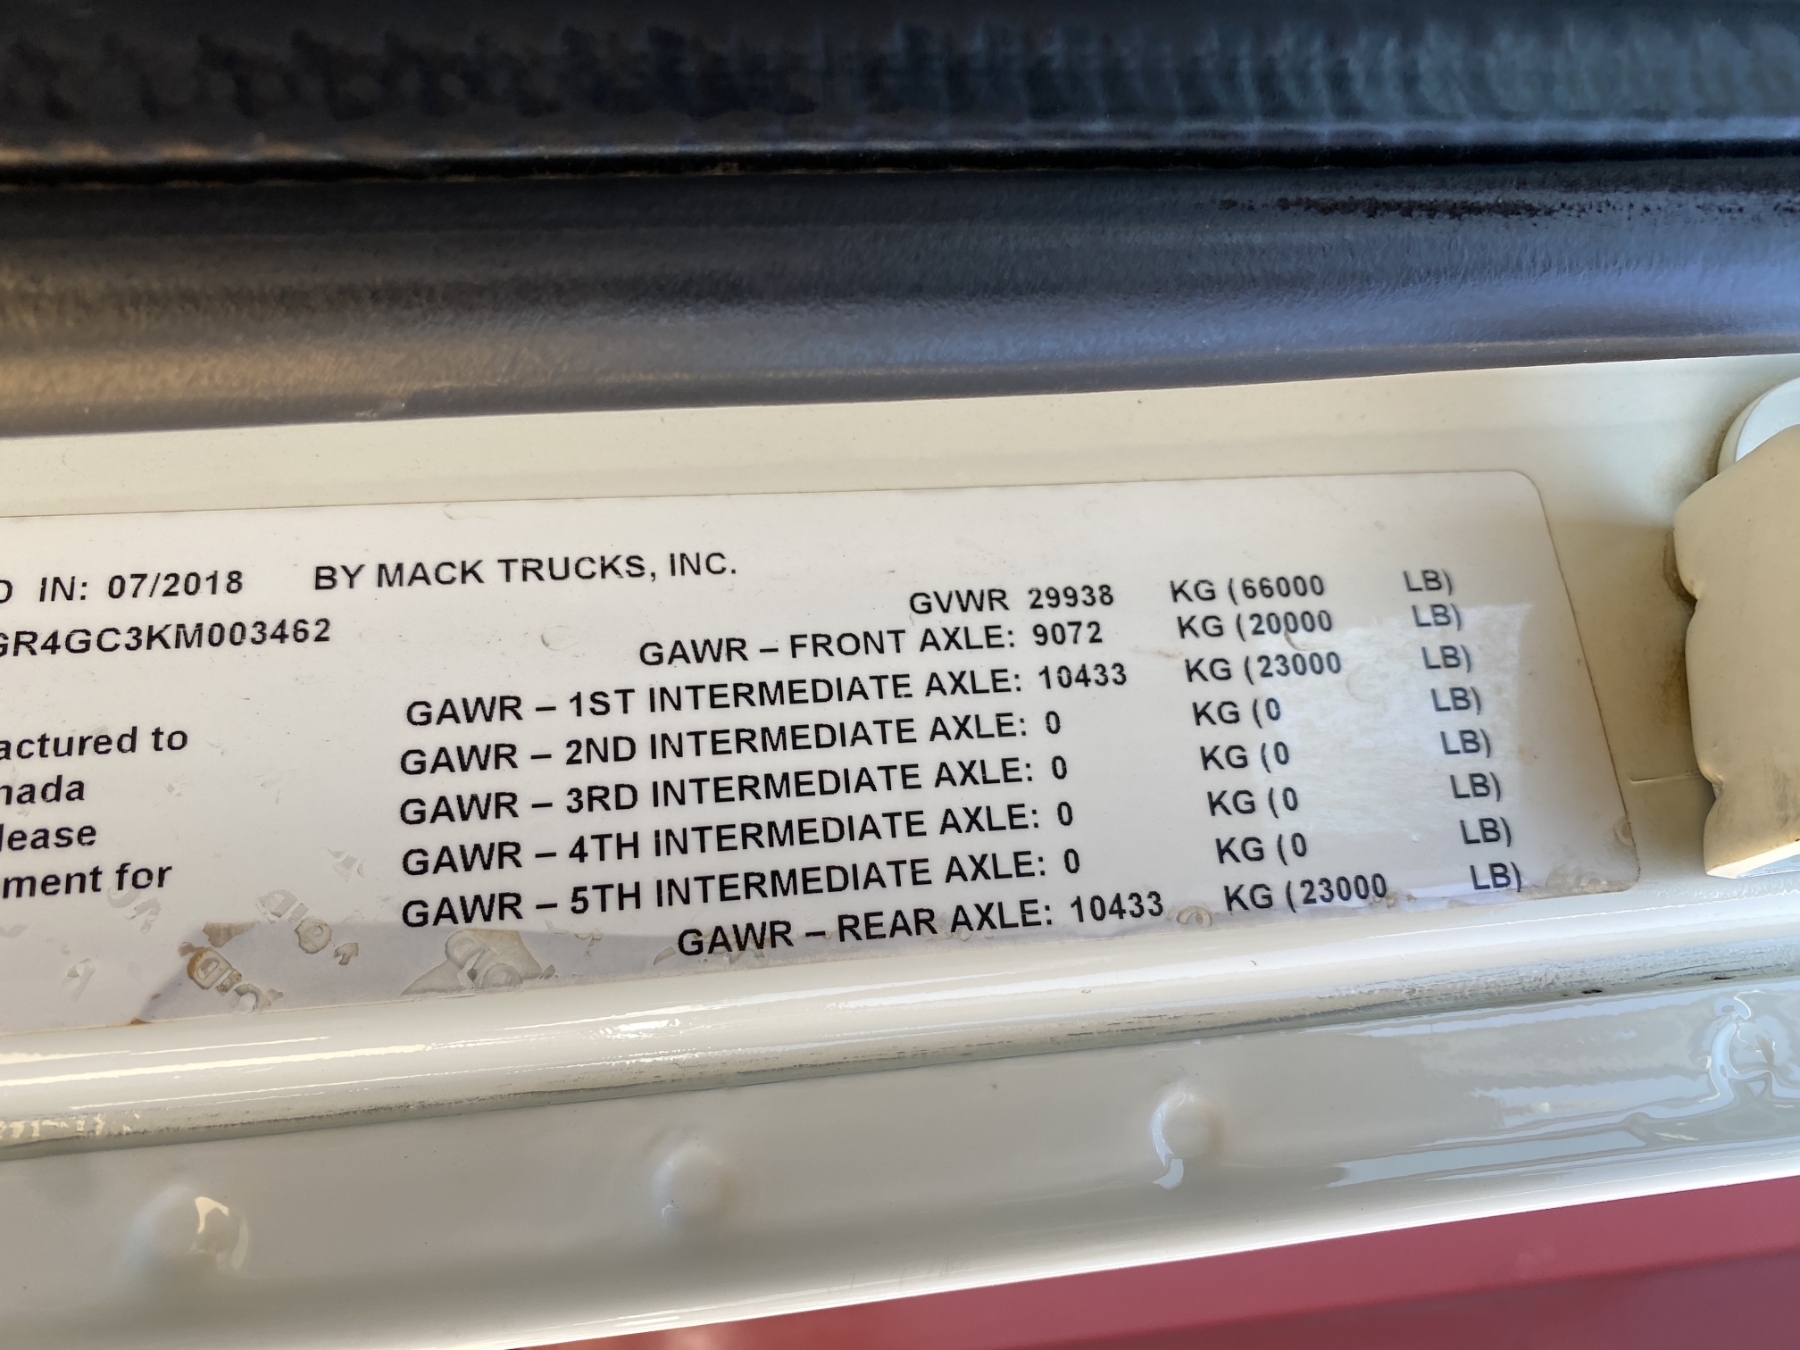 IN: 07/2018 BY MACK TRUCKS, INC.
GR4GC3KM003462
GVWR 29938 KG (66000 LB)
GAWR – FRONT AXLE: 9072 KG (20000 LB)
GAWR – 1ST INTERMEDIATE AXLE: 10433 KG (23000 LB)
GAWR – 2ND INTERMEDIATE AXLE: 0 KG (0 LB)
GAWR – 3RD INTERMEDIATE AXLE: 0 KG (0 LB)
GAWR – 4TH INTERMEDIATE AXLE: 0 KG (0 LB)
GAWR – 5TH INTERMEDIATE AXLE: 0 KG (0 LB)
GAWR – REAR AXLE: 10433 KG (23000 LB)
actured to
nada
lease
ment for